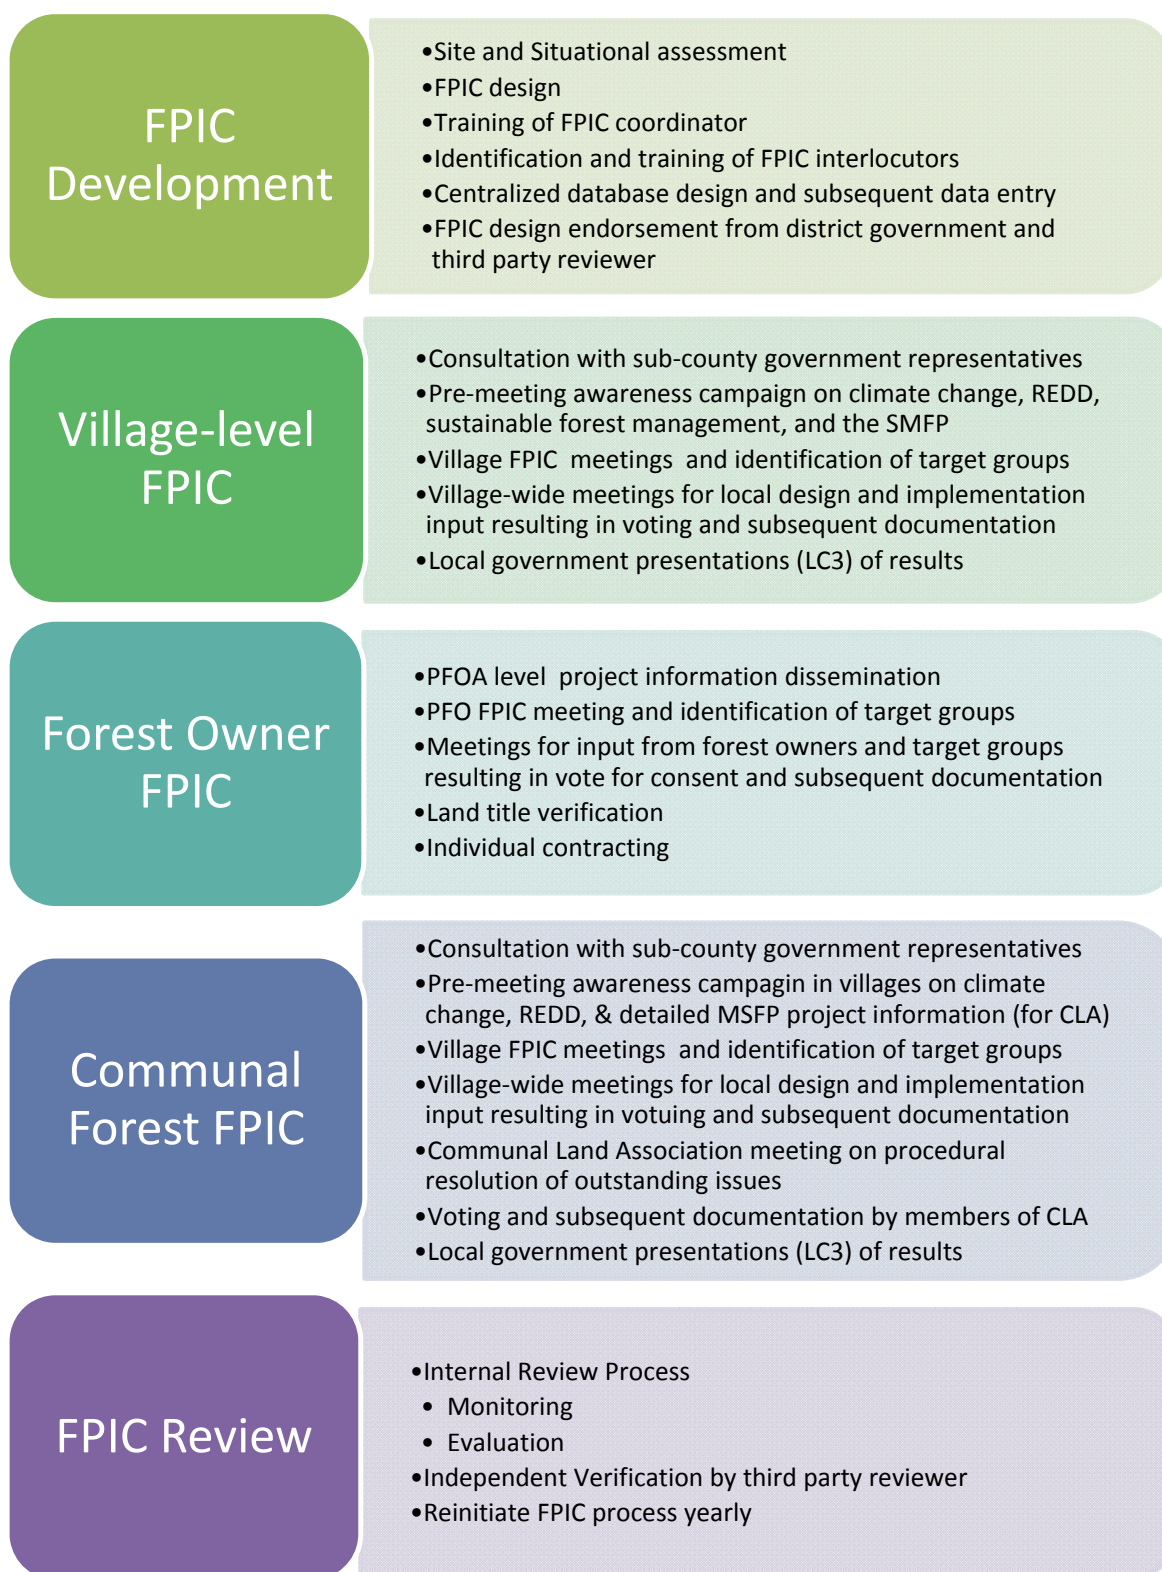 FPIC
Development
•Site and Situational assessment
•FPIC design
•Training of FPIC coordinator
•Identification and training of FPIC interlocutors
•Centralized database design and subsequent data entry
•FPIC design endorsement from district government and
third party reviewer
Village-level
FPIC
•Consultation with sub-county government representatives
•Pre-meeting awareness campaign on climate change, REDD,
sustainable forest management, and the SMFP
•Village FPIC meetings and identification of target groups
•Village-wide meetings for local design and implementation
input resulting in voting and subsequent documentation
•Local government presentations (LC3) of results
Forest Owner
FPIC
•PFOA level project information dissemination
•PFO FPIC meeting and identification of target groups
•Meetings for input from forest owners and target groups
resulting in vote for consent and subsequent documentation
•Land title verification
•Individual contracting
Communal
Forest FPIC
•Consultation with sub-county government representatives
•Pre-meeting awareness campagin in villages on climate
change, REDD, & detailed MSFP project information (for CLA)
•Village FPIC meetings and identification of target groups
•Village-wide meetings for local design and implementation
input resulting in votuing and subsequent documentation
•Communal Land Association meeting on procedural
resolution of outstanding issues
•Voting and subsequent documentation by members of CLA
•Local government presentations (LC3) of results
FPIC Review
•Internal Review Process
• Monitoring
• Evaluation
•Independent Verification by third party reviewer
•Reinitiate FPIC process yearly